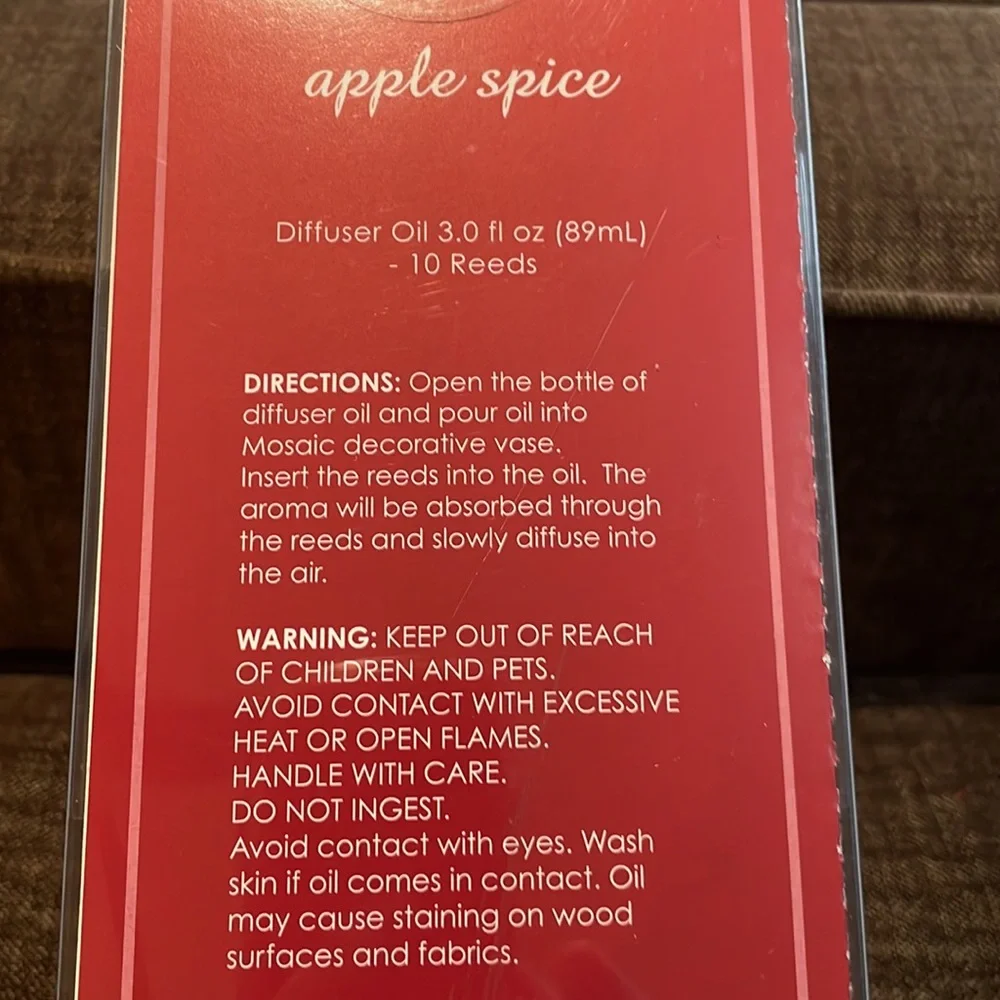 apple spice
Diffuser Oil 3.0 fl oz (89mL)
- 10 Reeds
DIRECTIONS: Open the bottle of
diffuser oil and pour oil into
Mosaic decorative vase.
Insert the reeds into the oil. The
aroma will be absorbed through
the reeds and slowly diffuse into
the air.
WARNING: KEEP OUT OF REACH
OF CHILDREN AND PETS.
AVOID CONTACT WITH EXCESSIVE
HEAT OR OPEN FLAMES.
HANDLE WITH CARE.
DO NOT INGEST.
Avoid contact with eyes. Wash
skin if oil comes in contact. Oil
may cause staining on wood
surfaces and fabrics.